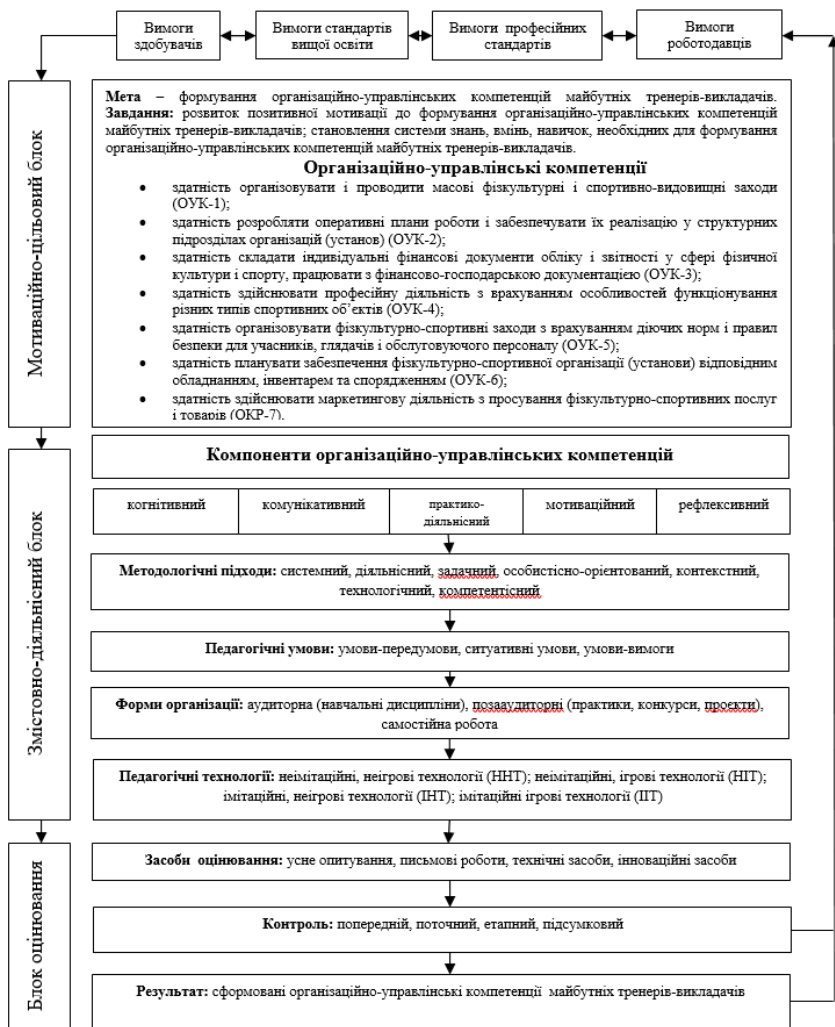 Вимоги здобувачів
Вимоги стандартів вищої освіти
Вимоги професійних стандартів
Вимоги роботодавців
Мотиваційно-цільовий блок
Мета – формування організаційно-управлінських компетенцій майбутніх тренерів-викладачів.
Завдання: розвиток позитивної мотивації до формування організаційно-управлінських компетенцій
майбутніх тренерів-викладачів; становлення системи знань, вмінь, навичок, необхідних для формування
організаційно-управлінських компетенцій майбутніх тренерів-викладачів.
Організаційно-управлінські компетенції
• здатність організовувати і проводити масові фізкультурні і спортивно-видовищні заходи
(ОУК-1);
• здатність розробляти оперативні плани роботи і забезпечувати їх реалізацію у структурних
підрозділах організацій (установ) (ОУК-2);
• здатність складати індивідуальні фінансові документи обліку і звітності у сфері фізичної
культури і спорту, працювати з фінансово-господарською документацією (ОУК-3);
• здатність здійснювати професійну діяльність з врахуванням особливостей функціонування
різних типів спортивних об’єктів (ОУК-4);
• здатність організовувати фізкультурно-спортивні заходи з врахуванням діючих норм і правил
безпеки для учасників, глядачів і обслуговуючого персоналу (ОУК-5);
• здатність планувати забезпечення фізкультурно-спортивної організації (установи) відповідним
обладнанням, інвентарем та спорядженням (ОУК-6);
• здатність здійснювати маркетингову діяльність з просування фізкультурно-спортивних послуг
і товарів (ОКР-7).
Змістовно-діяльнісний блок
Компоненти організаційно-управлінських компетенцій
когнітивний
комунікативний
практико-
діяльнісний
мотиваційний
рефлексивний
Методологічні підходи: системний, діяльнісний, задачний, особистісно-орієнтований, контекстний,
технологічний, компетентісний
Педагогічні умови: умови-передумови, ситуативні умови, умови-вимоги
Форми організації: аудиторна (навчальні дисципліни), позааудиторні (практики, конкурси, проєкти),
самостійна робота
Педагогічні технології: неімітаційні, неігрові технології (ННТ); неімітаційні, ігрові технології (НІТ);
імітаційні, неігрові технології (ІНТ); імітаційні ігрові технології (ІІТ)
Блок оцінювання
Засоби оцінювання: усне опитування, письмові роботи, технічні засоби, інноваційні засоби
Контроль: попередній, поточний, етапний, підсумковий
Результат: сформовані організаційно-управлінські компетенції майбутніх тренерів-викладачів